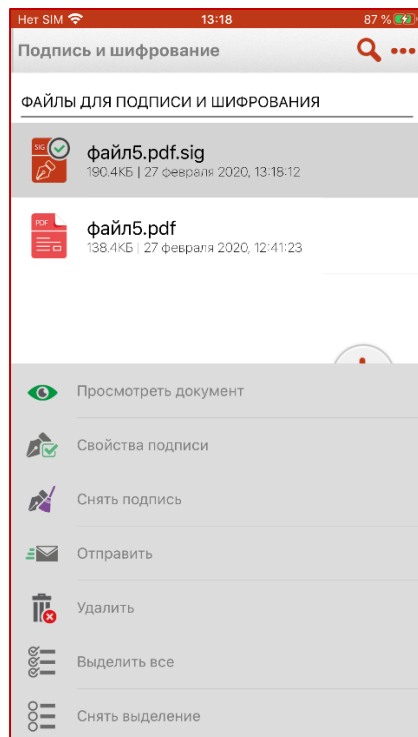 Нет SIM 13:18 87 %
Подпись и шифрование
ФАЙЛЫ ДЛЯ ПОДПИСИ И ШИФРОВАНИЯ
SIG
файл5.pdf.sig
190.4КБ | 27 февраля 2020, 13:18:12
PDF
файл5.pdf
138.4КБ | 27 февраля 2020, 12:41:23
Просмотреть документ
Свойства подписи
Снять подпись
Отправить
Удалить
Выделить все
Снять выделение